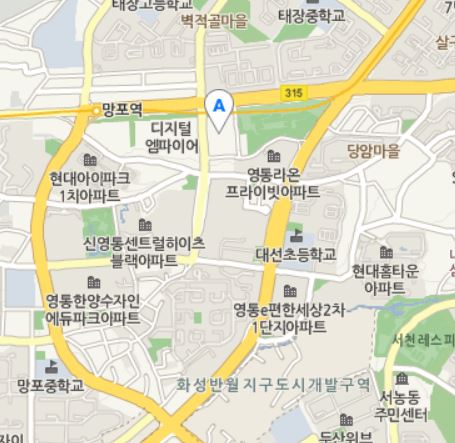 태장고등학교
벽적골마을
태장중학교
315
A
망포역
디지털
엠파이어
당암마을
현대아이파크
1차아파트
영통라온
프라이빗아파트
신영통센트럴하이츠
블랙아파트
대선초등학교
현대홈타운
아파트
영통한양수자인
에듀파크아파트
영통e편한세상2차
1단지아파트
서천레스피
망포중학교
화성반월지구도시개발구역
서농동
주민센터
두산위브